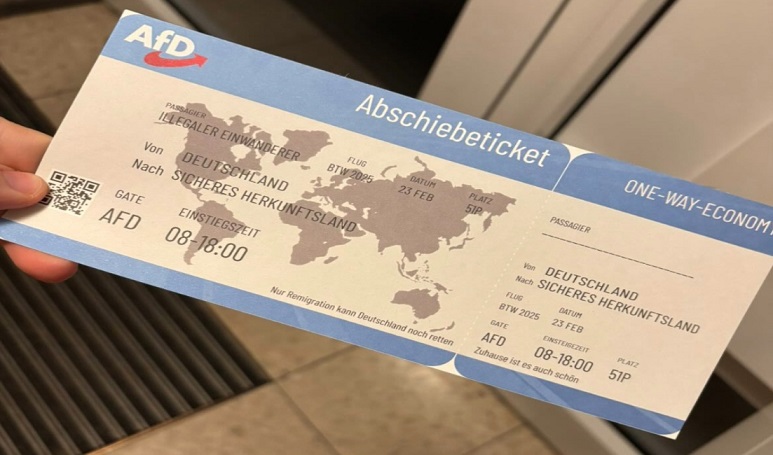 AfD
Abschiebeticket
PASSAGIER
ILLEGALER EINWANDERER
Von DEUTSCHLAND
Nach SICHERES HERKUNFTSLAND
FLUG
BTW 2025
DATUM
23 FEB
PLATZ
51P
GATE
AFD
EINSTIEGSZEIT
08-18:00
Nur Remigration kann Deutschland noch retten
ONE-WAY-ECONOMY
PASSAGIER
Von DEUTSCHLAND
Nach SICHERES HERKUNFTSLAND
FLUG
BTW 2025
DATUM
23 FEB
GATE
AFD
EINSTIEGSZEIT
08-18:00
PLATZ
51P
Zuhause ist es auch schön